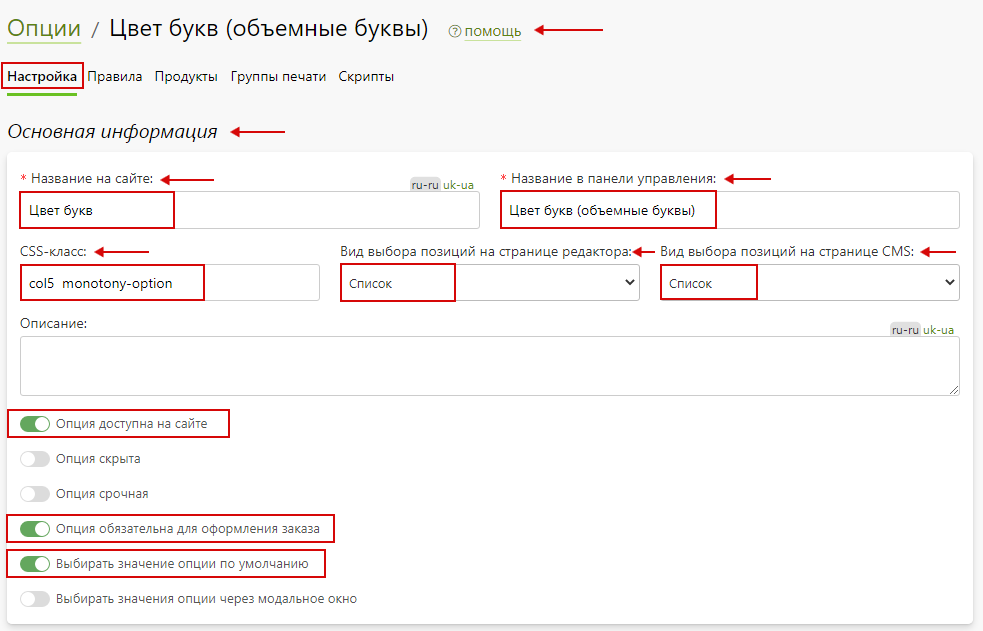 Опции / Цвет букв (объемные буквы) ? помощь
Настройка Правила Продукты Группы печати Скрипты
Основная информация
* Название на сайте: ru-ru uk-ua * Название в панели управления:
Цвет букв Цвет букв (объемные буквы)
CSS-класс: Вид выбора позиций на странице редактора: Вид выбора позиций на странице CMS:
col5 monotony-option Список Список
Описание: ru-ru uk-ua
Опция доступна на сайте
Опция скрыта
Опция срочная
Опция обязательна для оформления заказа
Выбирать значение опции по умолчанию
Выбирать значения опции через модальное окно